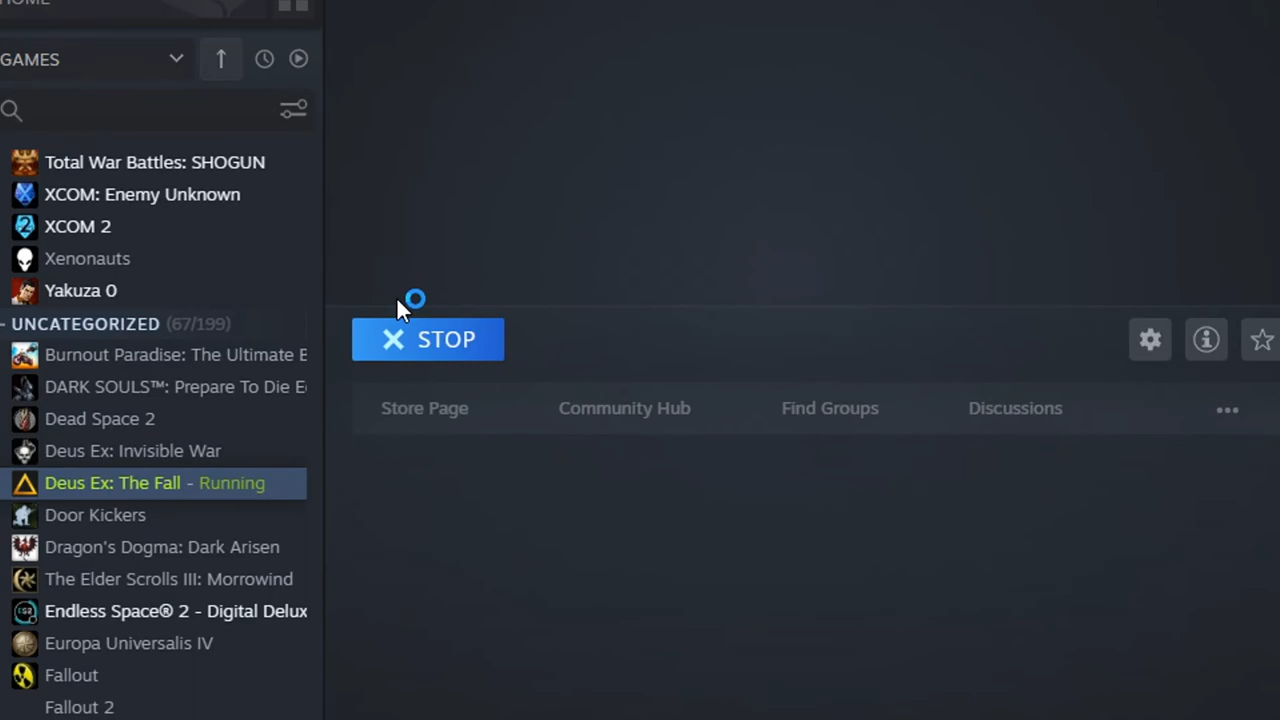 HOME
GAMES
Total War Battles: SHOGUN
XCOM: Enemy Unknown
XCOM 2
Xenonauts
Yakuza 0
- UNCATEGORIZED (67/199)
Burnout Paradise: The Ultimate B
DARK SOULS™: Prepare To Die E
Dead Space 2
Deus Ex: Invisible War
Deus Ex: The Fall - Running
Door Kickers
Dragon's Dogma: Dark Arisen
The Elder Scrolls III: Morrowind
Endless Space® 2 - Digital Delux
Europa Universalis IV
Fallout
Fallout 2
STOP
Store Page Community Hub Find Groups Discussions